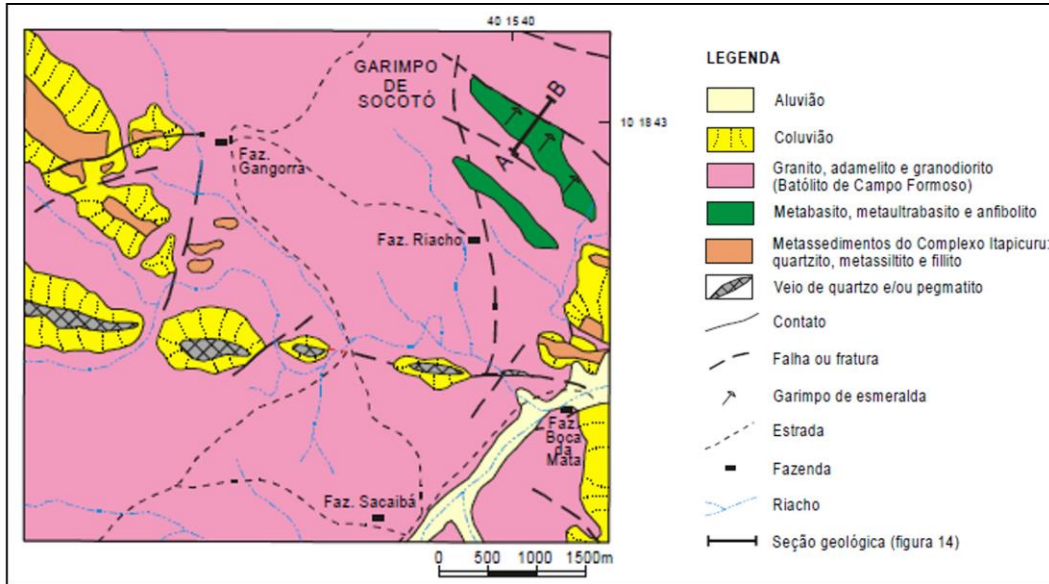 40 15 40
GARIMPO
DE
SOCOTÓ
B
A
10 18 43
Faz.
Gangorra
Faz. Riacho
Faz.
Boca
da
Mata
Faz. Sacaibá
0 500 1000 1500m
LEGENDA
Aluvião
Coluvião
Granito, adamelito e granodiorito
(Batólito de Campo Formoso)
Metabasito, metaultrabasito e anfibolito
Metassedimentos do Complexo Itapicuru:
quartzito, metassiltito e fillito
Veio de quartzo e/ou pegmatito
Contato
Falha ou fratura
Garimpo de esmeralda
Estrada
Fazenda
Riacho
Seção geológica (figura 14)